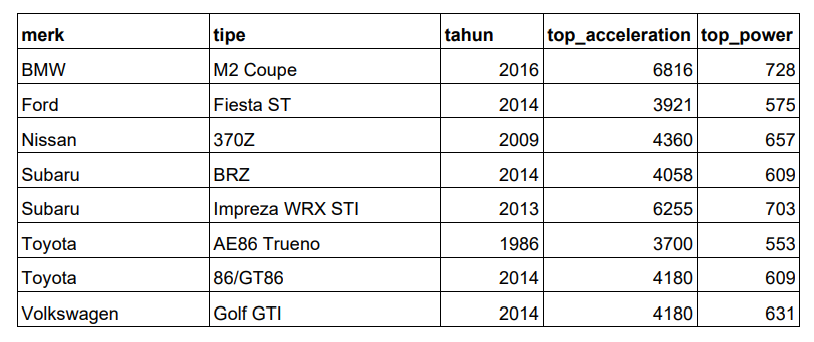 merk tipe tahun top_acceleration top_power
BMW M2 Coupe 2016 6816 728
Ford Fiesta ST 2014 3921 575
Nissan 370Z 2009 4360 657
Subaru BRZ 2014 4058 609
Subaru Impreza WRX STI 2013 6255 703
Toyota AE86 Trueno 1986 3700 553
Toyota 86/GT86 2014 4180 609
Volkswagen Golf GTI 2014 4180 631